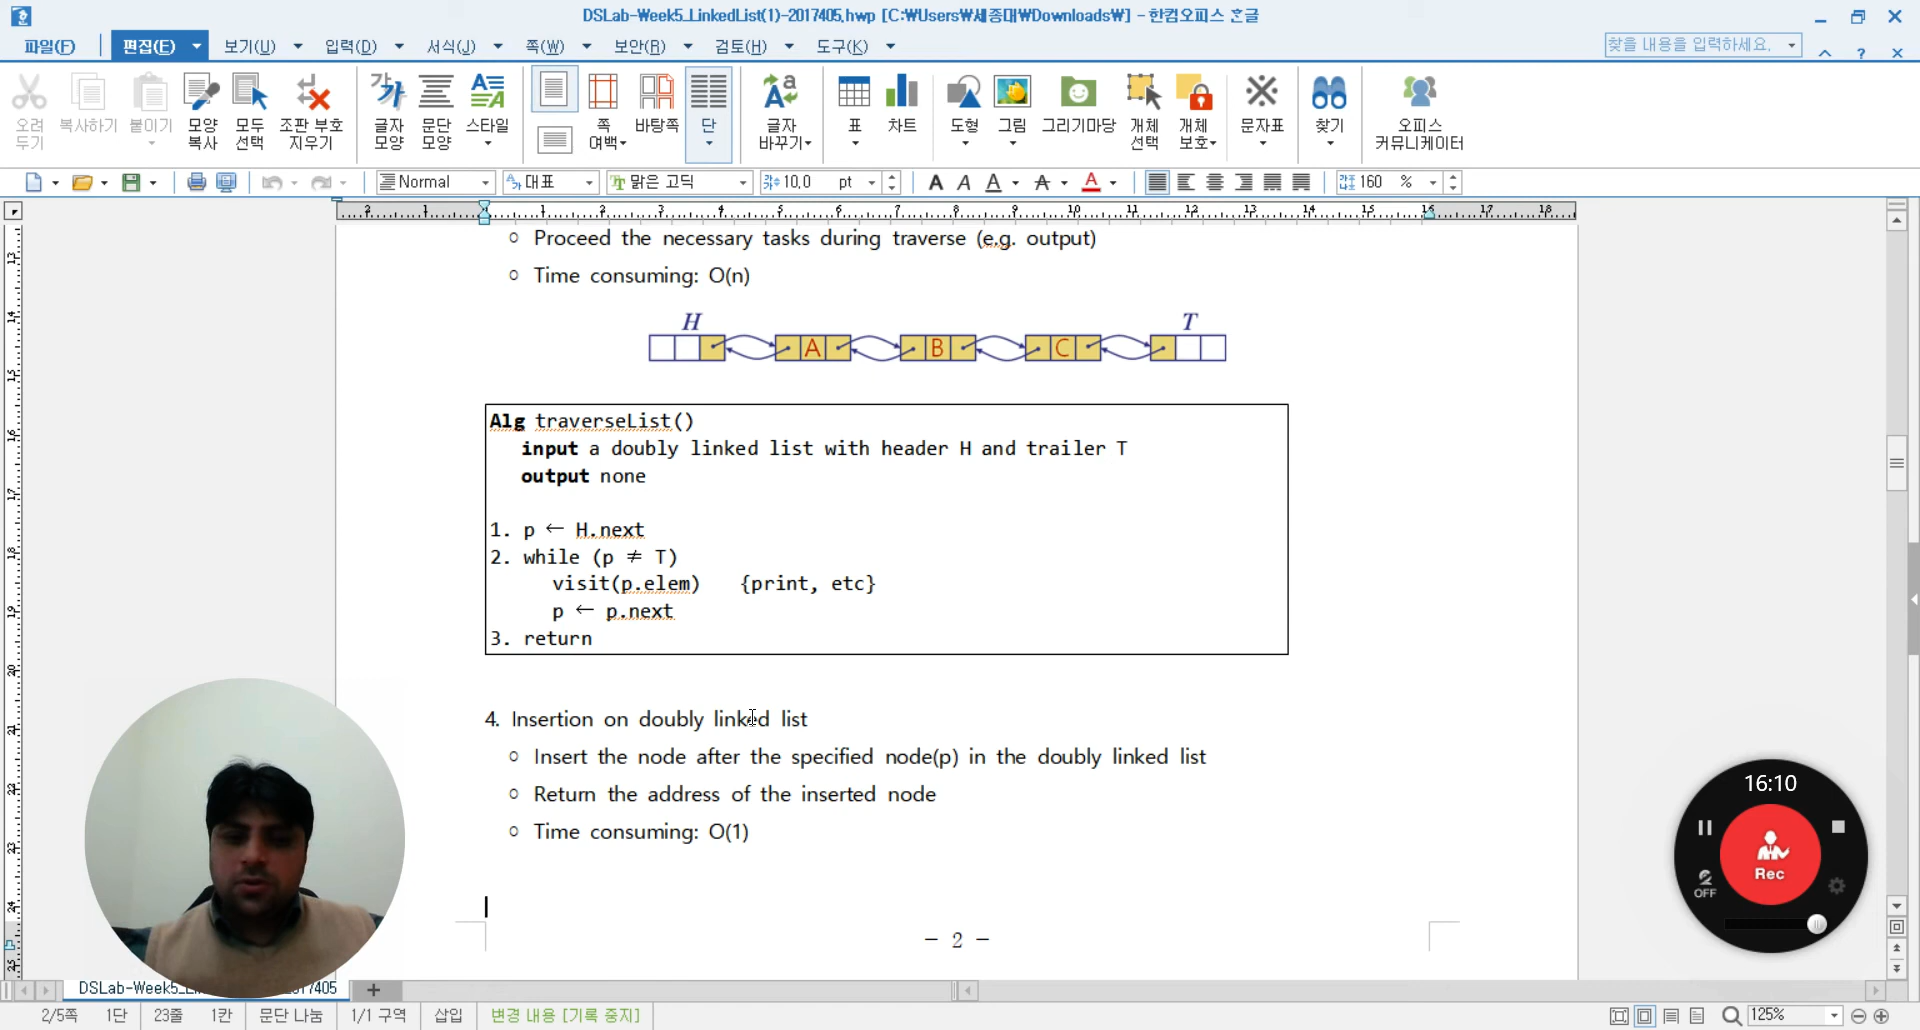 DSLab-Week5_LinkedList(1)-2017405.hwp [C:₩Users₩세종대₩Downloads₩] - 한컴오피스 흔글
파일(F) 편집(E) 보기(U) 입력(D) 서식(J) 쪽(W) 보안(R) 검토(H) 도구(K) 찾을 내용을 입력하세요.
오려 두기 복사하기 붙이기 모양 복사 모두 선택 조판 부호 지우기 글자 모양 문단 모양 스타일 쪽 여백 바탕쪽 단 글자 바꾸기 표 차트 도형 그림 그리기마당 개체 선택 개체 보호 문자표 찾기 오피스 커뮤니케이터
Normal 대표 맑은 고딕 10,0 pt 160 %
Proceed the necessary tasks during traverse (e.g. output)
Time consuming: O(n)
H T
A B C
Alg traverseList()
input a doubly linked list with header H and trailer T
output none
1. p ← H.next
2. while (p ≠ T)
visit(p.elem) {print, etc}
p ← p.next
3. return
4. Insertion on doubly linked list
Insert the node after the specified node(p) in the doubly linked list
Return the address of the inserted node
Time consuming: O(1)
16:10
Rec
OFF
- 2 -
2/5쪽 1단 23줄 1칸 문단 나눔 1/1 구역 삽입 변경 내용 [기록 중지] 125%